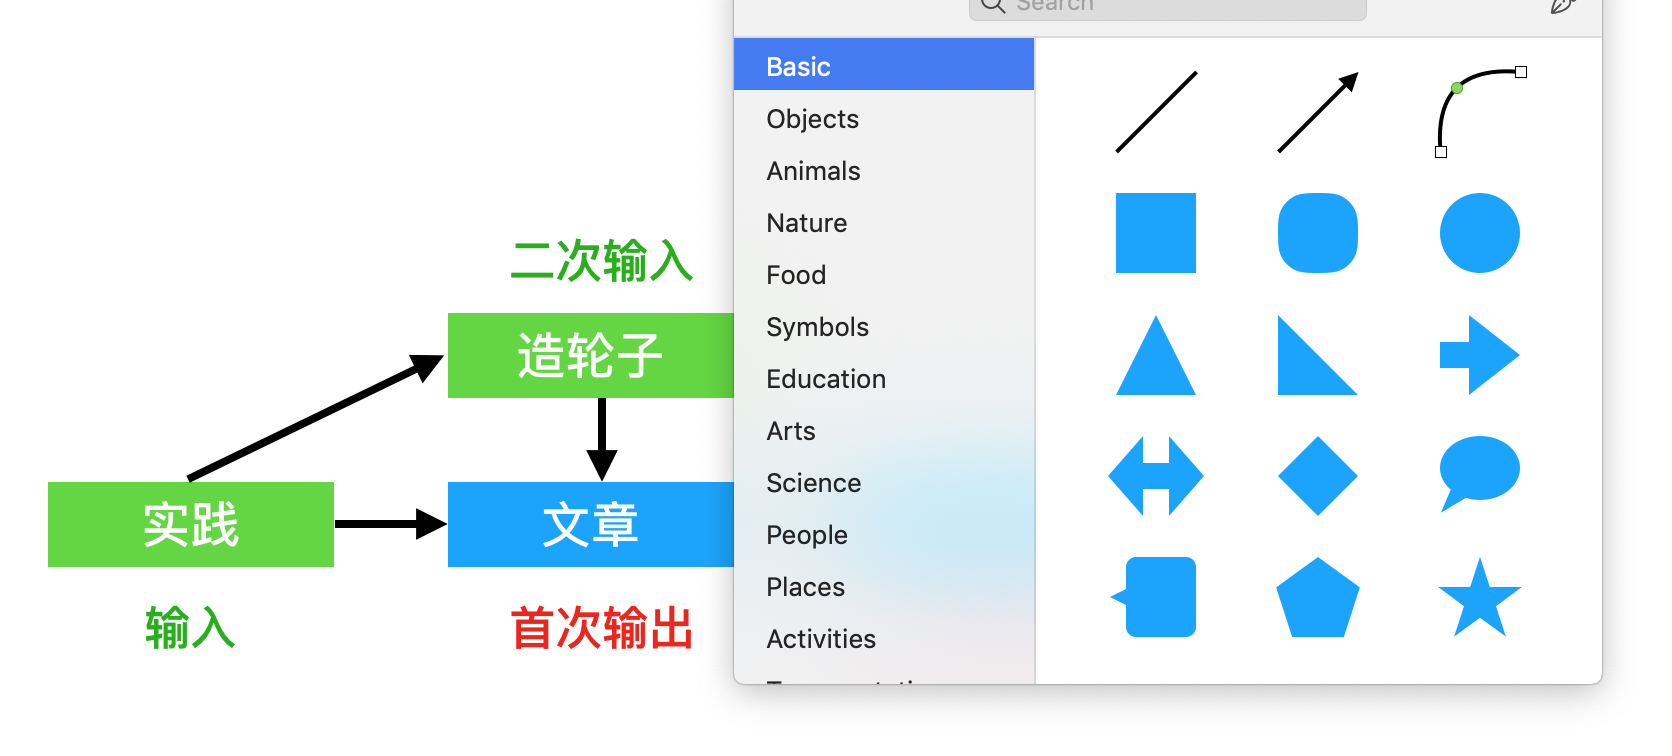 Search
Basic
Objects
Animals
Nature
Food
Symbols
Education
Arts
Science
People
Places
Activities
二次输入
造轮子
实践
文章
输入
首次输出